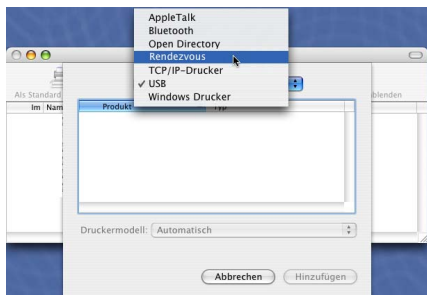 AppleTalk
Bluetooth
Open Directory
Rendezvous
TCP/IP-Drucker
✓ USB
Windows Drucker
Als Standard
blenden
Im Nam
Produkt
Typ
Druckermodell: Automatisch
Abbrechen Hinzufügen